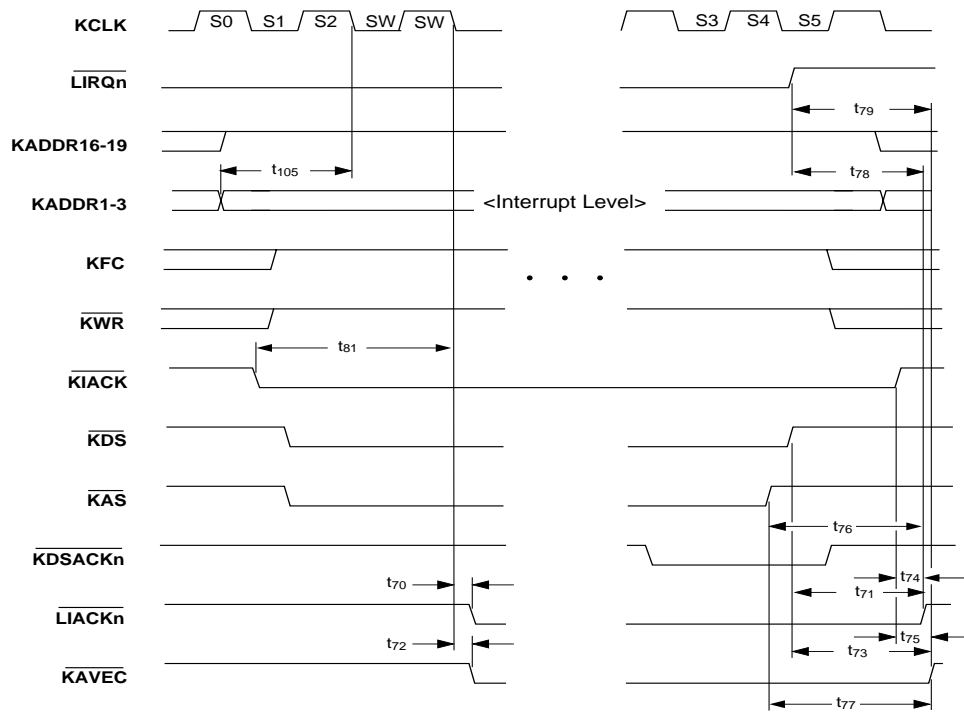 KCLK S0 S1 S2 SW SW S3 S4 S5
LIRQn
t79
KADDR16-19
t105 t78
KADDR1-3 <Interrupt Level>
KFC
. . .
KWR
t81
KIACK
KDS
KAS
t76
KDSACKn
t70 t74
t71
LIACKn
t72 t75
t73
KAVEC
t77